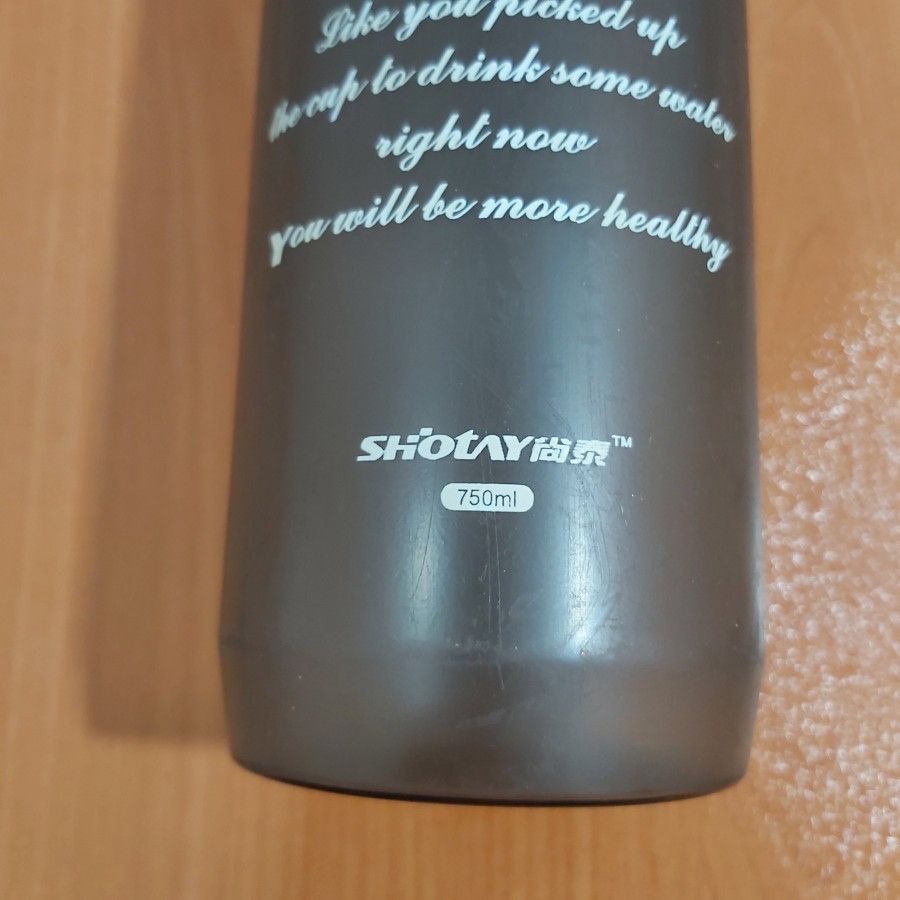 Like you picked up
the cup to drink some water
right now
You will be more healthy
SHOTAY尚泰™
750ml